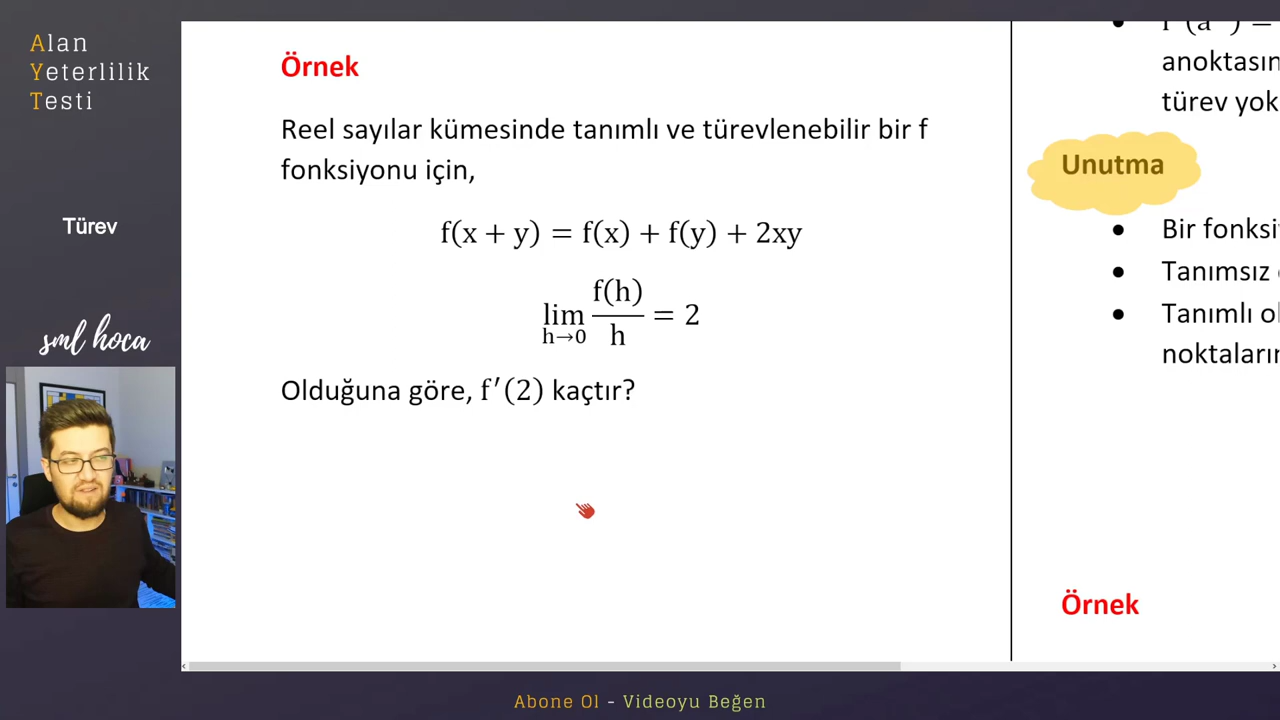 Alan
Yeterlilik
Testi
Türev
sml hoca
Örnek
Reel sayılar kümesinde tanımlı ve türevlenebilir bir f
fonksiyonu için,
f(x + y) = f(x) + f(y) + 2xy
lim h→0 f(h)/h = 2
Olduğuna göre, f′(2) kaçtır?
anoktasın
türev yok
Unutma
• Bir fonksi
• Tanımsız
• Tanımlı ol
noktaların
Örnek
Abone Ol - Videoyu Beğen